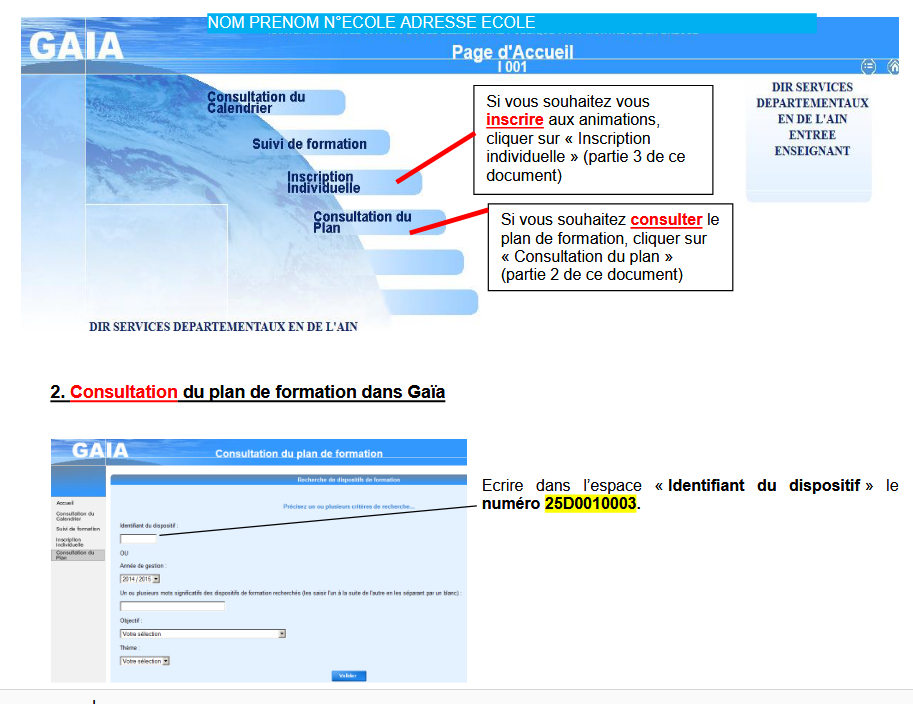 NOM PRENOM N°ECOLE ADRESSE ECOLE
GAIA
Page d'Accueil
I 001
Consultation du
Calendrier
Suivi de formation
Inscription
Individuelle
Consultation du
Plan
Si vous souhaitez vous
inscrire aux animations,
cliquer sur « Inscription
individuelle » (partie 3 de ce
document)
Si vous souhaitez consulter le
plan de formation, cliquer sur
« Consultation du plan »
(partie 2 de ce document)
DIR SERVICES
DEPARTEMENTAUX
EN DE L'AIN
ENTREE
ENSEIGNANT
DIR SERVICES DEPARTEMENTAUX EN DE L'AIN
2. Consultation du plan de formation dans Gaïa
GAIA
Consultation du plan de formation
Recherche de dispositifs de formation
Accueil
Consultation du
Calendrier
Suivi de formation
Inscription
Individuelle
Consultation du
Plan
Précisez un ou plusieurs critères de recherche...
Identifiant du dispositif :
OU
Année de gestion :
2014 / 2015
Un ou plusieurs mots significatifs des dispositifs de formation recherchés (les saisir l'un à la suite de l'autre en les séparant par un blanc) :
Objectif :
Votre sélection
Thème :
Votre sélection
Valider
Ecrire dans l'espace « Identifiant du dispositif » le
numéro 25D0010003.